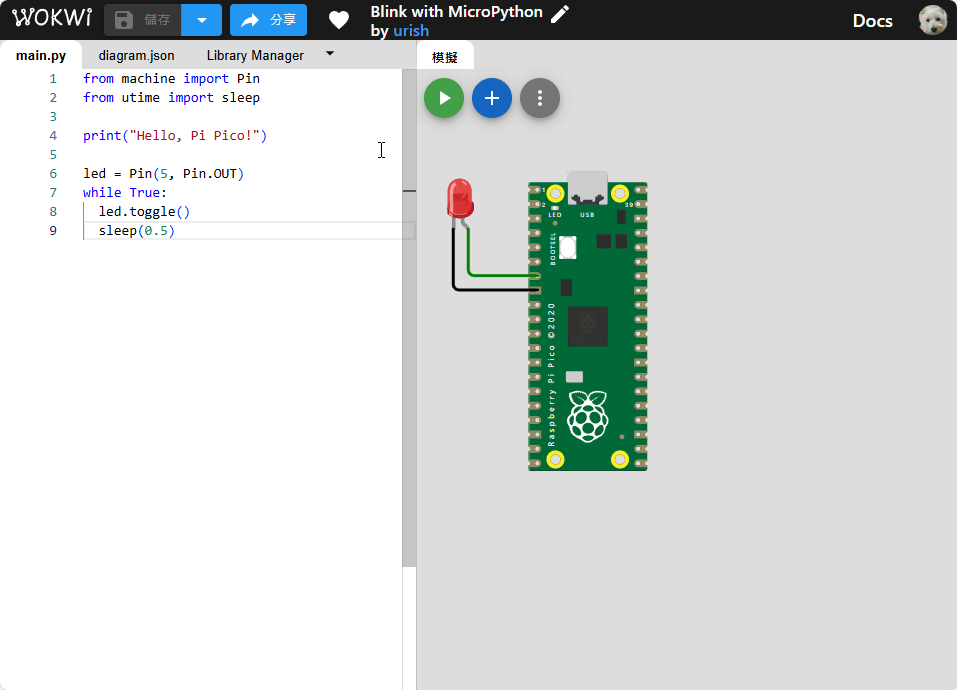 WOKWi
儲存
分享
Blink with MicroPython
by urish
Docs
main.py
diagram.json
Library Manager
模擬
1 from machine import Pin
2 from utime import sleep
3
4 print("Hello, Pi Pico!")
5
6 led = Pin(5, Pin.OUT)
7 while True:
8 led.toggle()
9 sleep(0.5)
1
2
39
LED
USB
BOOTSEL
Raspberry Pi Pico ©2020